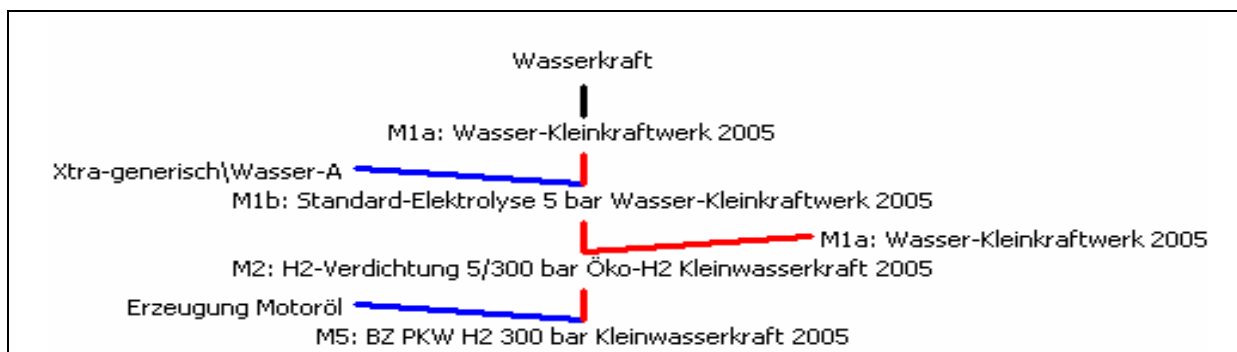 Wasserkraft
M1a: Wasser-Kleinkraftwerk 2005
Xtra-generisch\Wasser-A
M1b: Standard-Elektrolyse 5 bar Wasser-Kleinkraftwerk 2005
M1a: Wasser-Kleinkraftwerk 2005
M2: H2-Verdichtung 5/300 bar Öko-H2 Kleinwasserkraft 2005
Erzeugung Motoröl
M5: BZ PKW H2 300 bar Kleinwasserkraft 2005